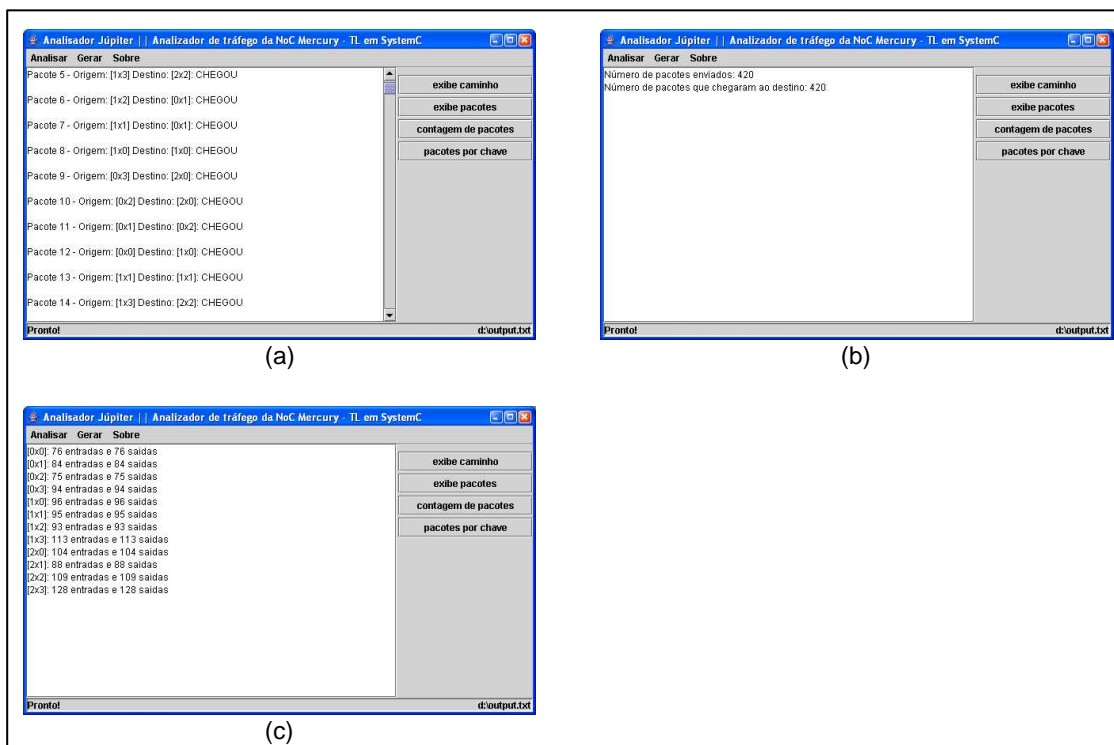 Analisador Júpiter || Analizador de tráfego da NoC Mercury - TL em SystemC
Analisar Gerar Sobre
Pacote 5 - Origem: [1x3] Destino: [2x2]: CHEGOU
Pacote 6 - Origem: [1x2] Destino: [0x1]: CHEGOU
Pacote 7 - Origem: [1x1] Destino: [0x1]: CHEGOU
Pacote 8 - Origem: [1x0] Destino: [1x0]: CHEGOU
Pacote 9 - Origem: [0x3] Destino: [2x0]: CHEGOU
Pacote 10 - Origem: [0x2] Destino: [2x0]: CHEGOU
Pacote 11 - Origem: [0x1] Destino: [0x2]: CHEGOU
Pacote 12 - Origem: [0x0] Destino: [1x0]: CHEGOU
Pacote 13 - Origem: [1x1] Destino: [1x1]: CHEGOU
Pacote 14 - Origem: [1x3] Destino: [2x2]: CHEGOU
exibe caminho
exibe pacotes
contagem de pacotes
pacotes por chave
Pronto! d:\output.txt
(a)
Analisador Júpiter || Analizador de tráfego da NoC Mercury - TL em SystemC
Analisar Gerar Sobre
Número de pacotes enviados: 420
Número de pacotes que chegaram ao destino: 420
exibe caminho
exibe pacotes
contagem de pacotes
pacotes por chave
Pronto! d:\output.txt
(b)
Analisador Júpiter || Analizador de tráfego da NoC Mercury - TL em SystemC
Analisar Gerar Sobre
[0x0]: 76 entradas e 76 saidas
[0x1]: 84 entradas e 84 saidas
[0x2]: 75 entradas e 75 saidas
[0x3]: 94 entradas e 94 saidas
[1x0]: 96 entradas e 96 saidas
[1x1]: 95 entradas e 95 saidas
[1x2]: 93 entradas e 93 saidas
[1x3]: 113 entradas e 113 saidas
[2x0]: 104 entradas e 104 saidas
[2x1]: 88 entradas e 88 saidas
[2x2]: 109 entradas e 109 saidas
[2x3]: 128 entradas e 128 saidas
exibe caminho
exibe pacotes
contagem de pacotes
pacotes por chave
Pronto! d:\output.txt
(c)